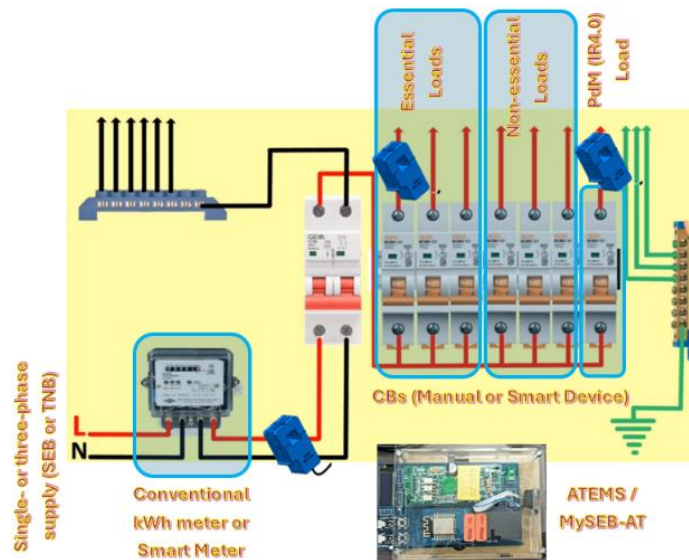 Essential
Loads
Non-essential
Loads
PdM (IR4.0)
Load
L
N
Single- or three-phase
supply (SEB or TNB)
Conventional
kWh meter or
Smart Meter
CBs (Manual or Smart Device)
ATEMS /
MySEB-AT